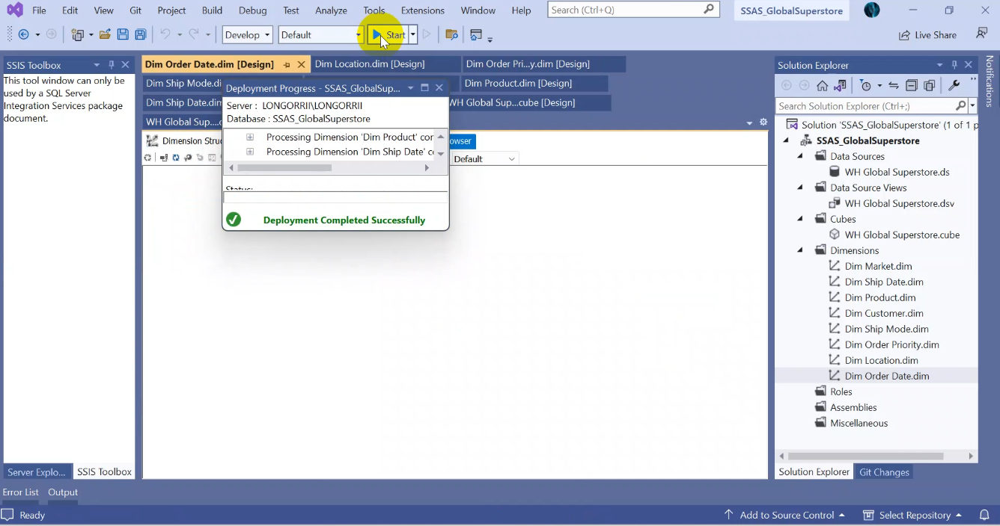 File Edit View Git Project Build Debug Test Analyze Tools Extensions Window Help Search (Ctrl+Q) SSAS_GlobalSuperstore
Develop Default Start Live Share
SSIS Toolbox
This tool window can only be
used by a SQL Server
Integration Services package
document.
Server Explo... SSIS Toolbox
Dim Order Date.dim [Design] Dim Location.dim [Design] Dim Order Pri...y.dim [Design]
Dim Ship Mode.di Dim Product.dim [Design]
Dim Ship Date.dim WH Global Sup...cube [Design]
WH Global Sup....c
Dimension Struc owser
Default
Deployment Progress - SSAS_GlobalSup...
Server : LONGORRII\LONGORRII
Database : SSAS_GlobalSuperstore
Processing Dimension 'Dim Product' con
Processing Dimension 'Dim Ship Date' co
Status:
Deployment Completed Successfully
Solution Explorer
Search Solution Explorer (Ctrl+;)
Solution 'SSAS_GlobalSuperstore' (1 of 1 p
SSAS_GlobalSuperstore
Data Sources
WH Global Superstore.ds
Data Source Views
WH Global Superstore.dsv
Cubes
WH Global Superstore.cube
Dimensions
Dim Market.dim
Dim Ship Date.dim
Dim Product.dim
Dim Customer.dim
Dim Ship Mode.dim
Dim Order Priority.dim
Dim Location.dim
Dim Order Date.dim
Roles
Assemblies
Miscellaneous
Solution Explorer Git Changes
Notifications
Error List Output
Ready Add to Source Control Select Repository